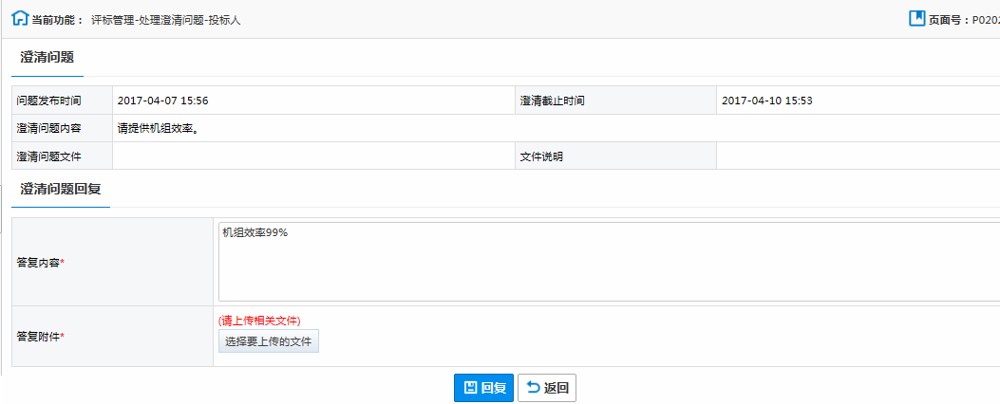 当前功能： 评标管理-处理澄清问题-投标人 页面号：P0202
澄清问题
问题发布时间 2017-04-07 15:56 澄清截止时间 2017-04-10 15:53
澄清问题内容 请提供机组效率。
澄清问题文件 文件说明
澄清问题回复
答复内容* 机组效率99%
答复附件* (请上传相关文件)
选择要上传的文件
回复 返回